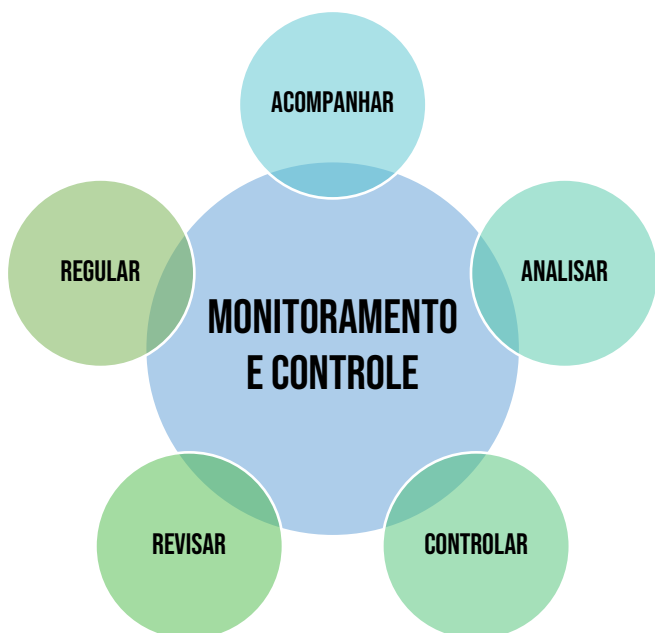 ACOMPANHAR
REGULAR
ANALISAR
MONITORAMENTO
E CONTROLE
REVISAR
CONTROLAR